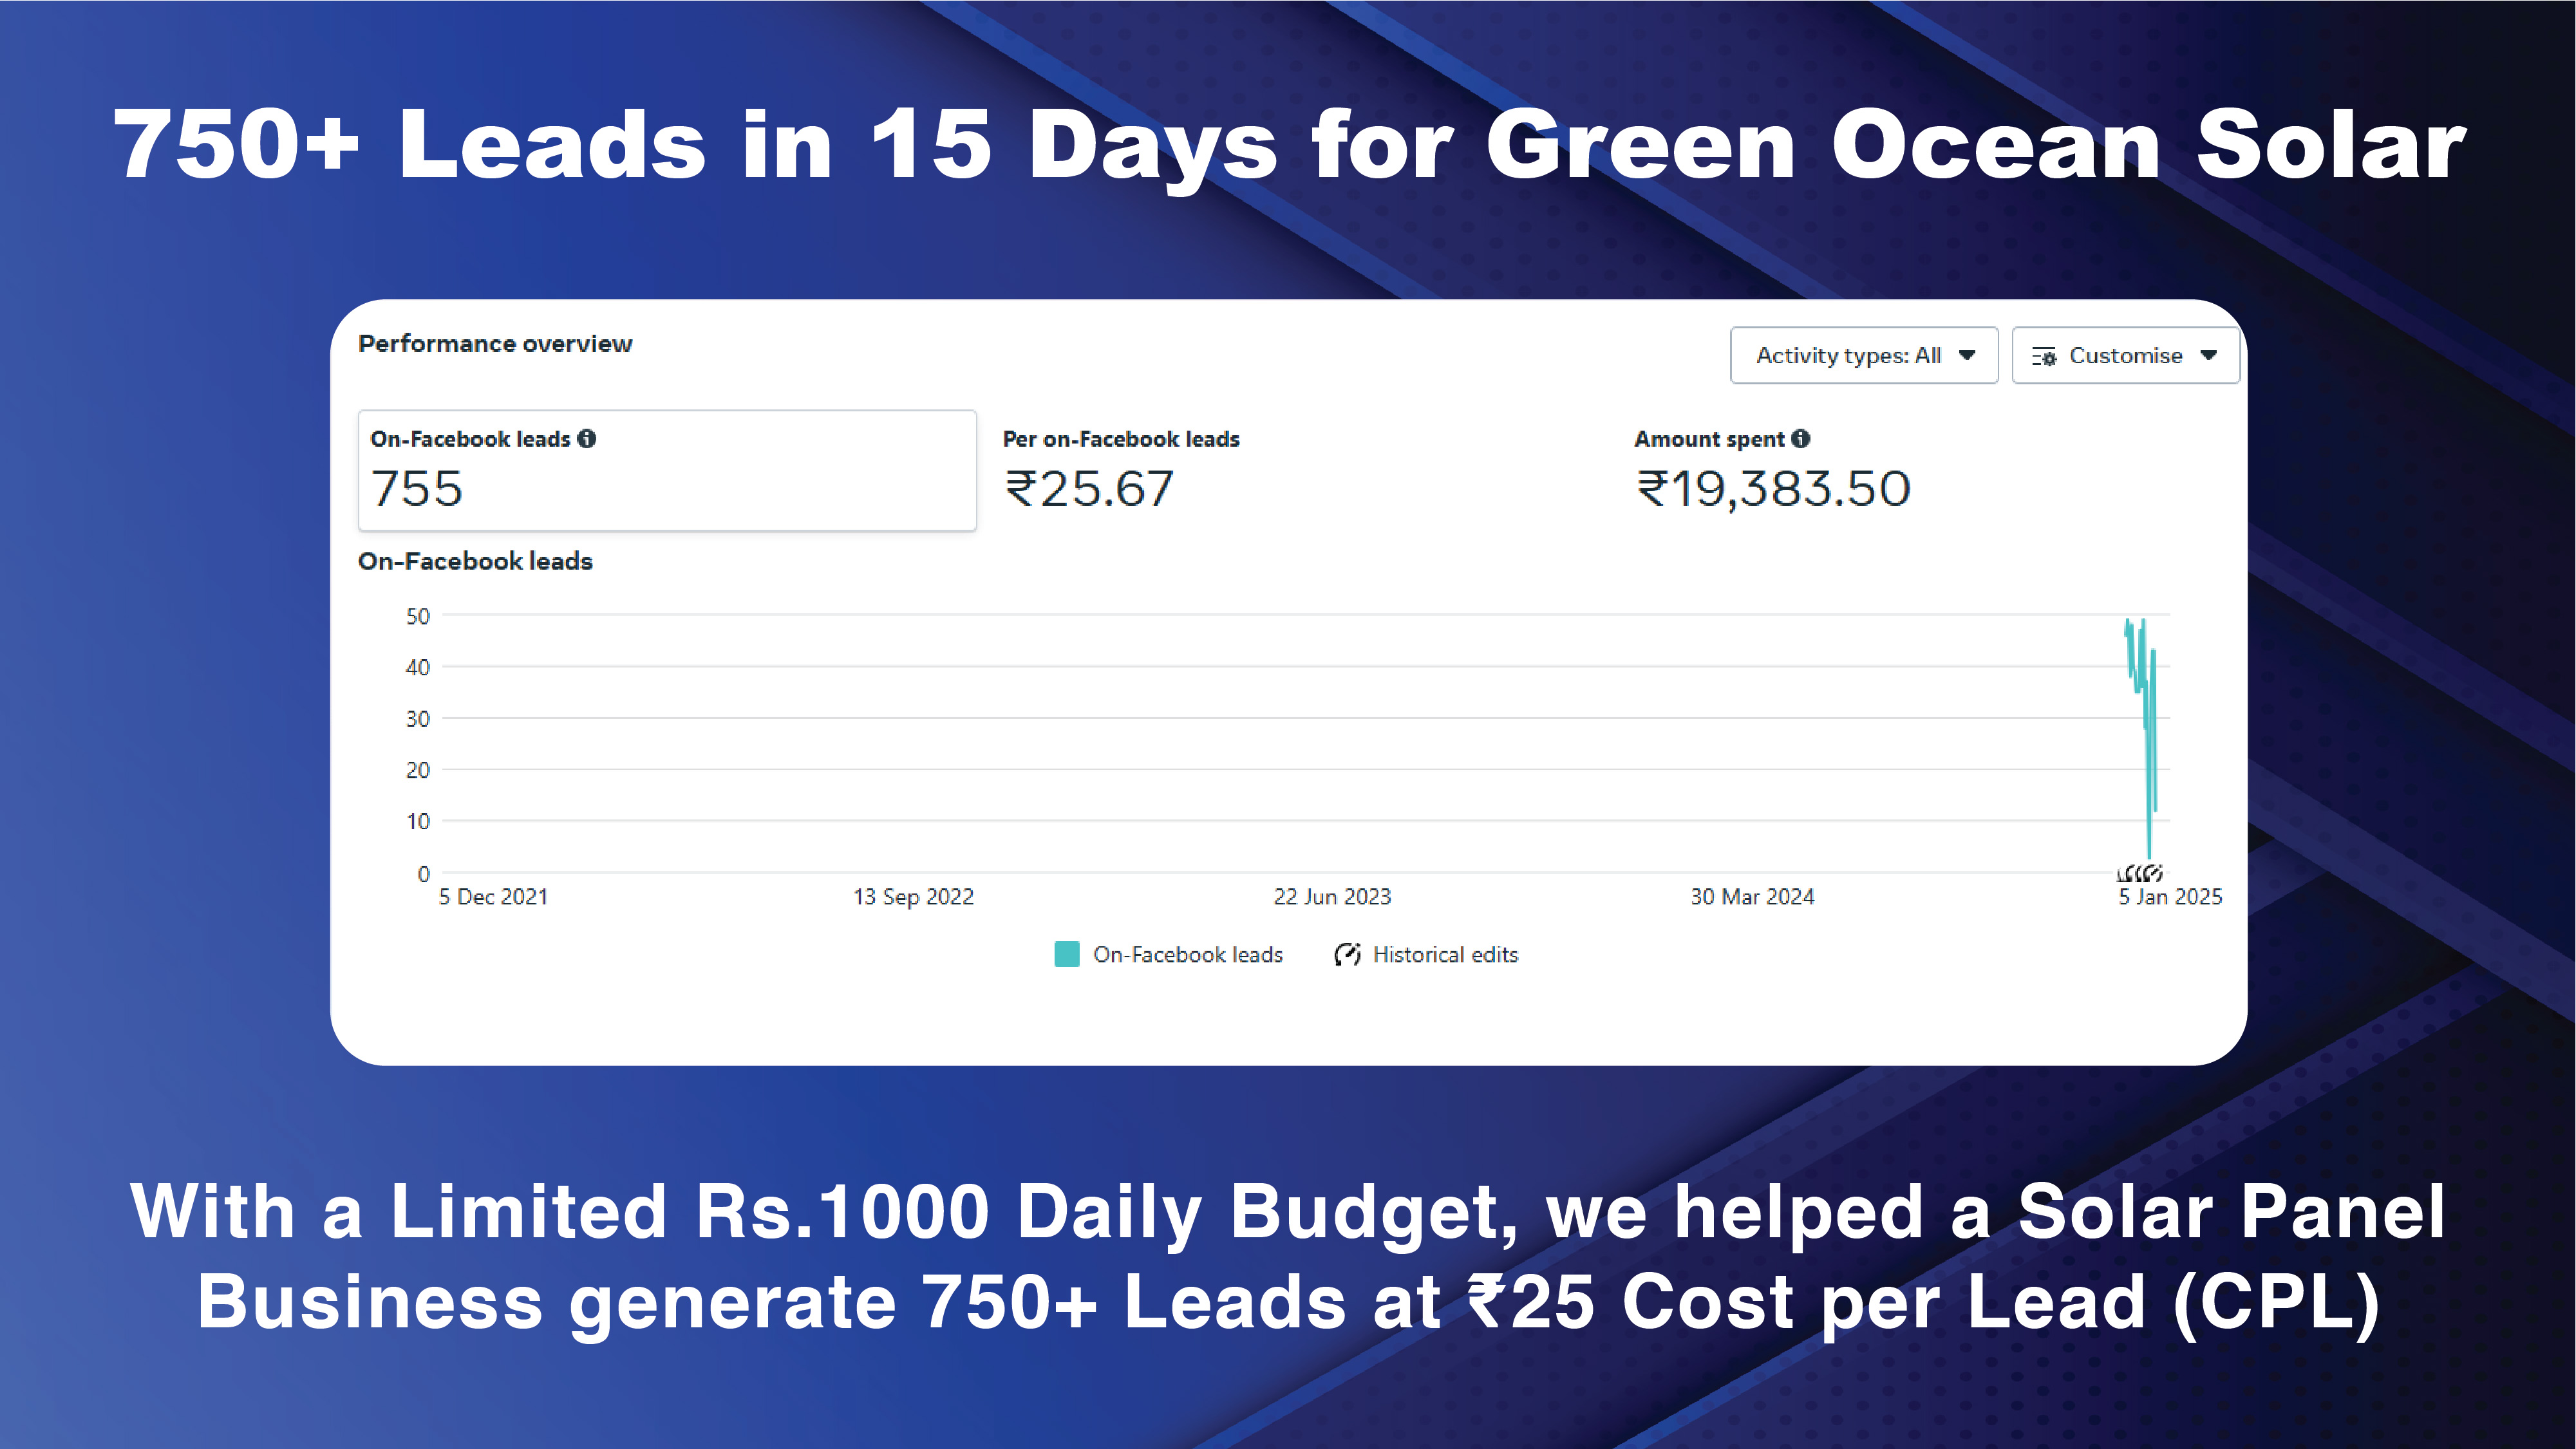 750+ Leads in 15 Days for Green Ocean Solar
Performance overview
Activity types: All
Customise
On-Facebook leads
755
Per on-Facebook leads
₹25.67
Amount spent
₹19,383.50
On-Facebook leads
50
40
30
20
10
0
5 Dec 2021
13 Sep 2022
22 Jun 2023
30 Mar 2024
5 Jan 2025
On-Facebook leads
Historical edits
With a Limited Rs.1000 Daily Budget, we helped a Solar Panel
Business generate 750+ Leads at ₹25 Cost per Lead (CPL)